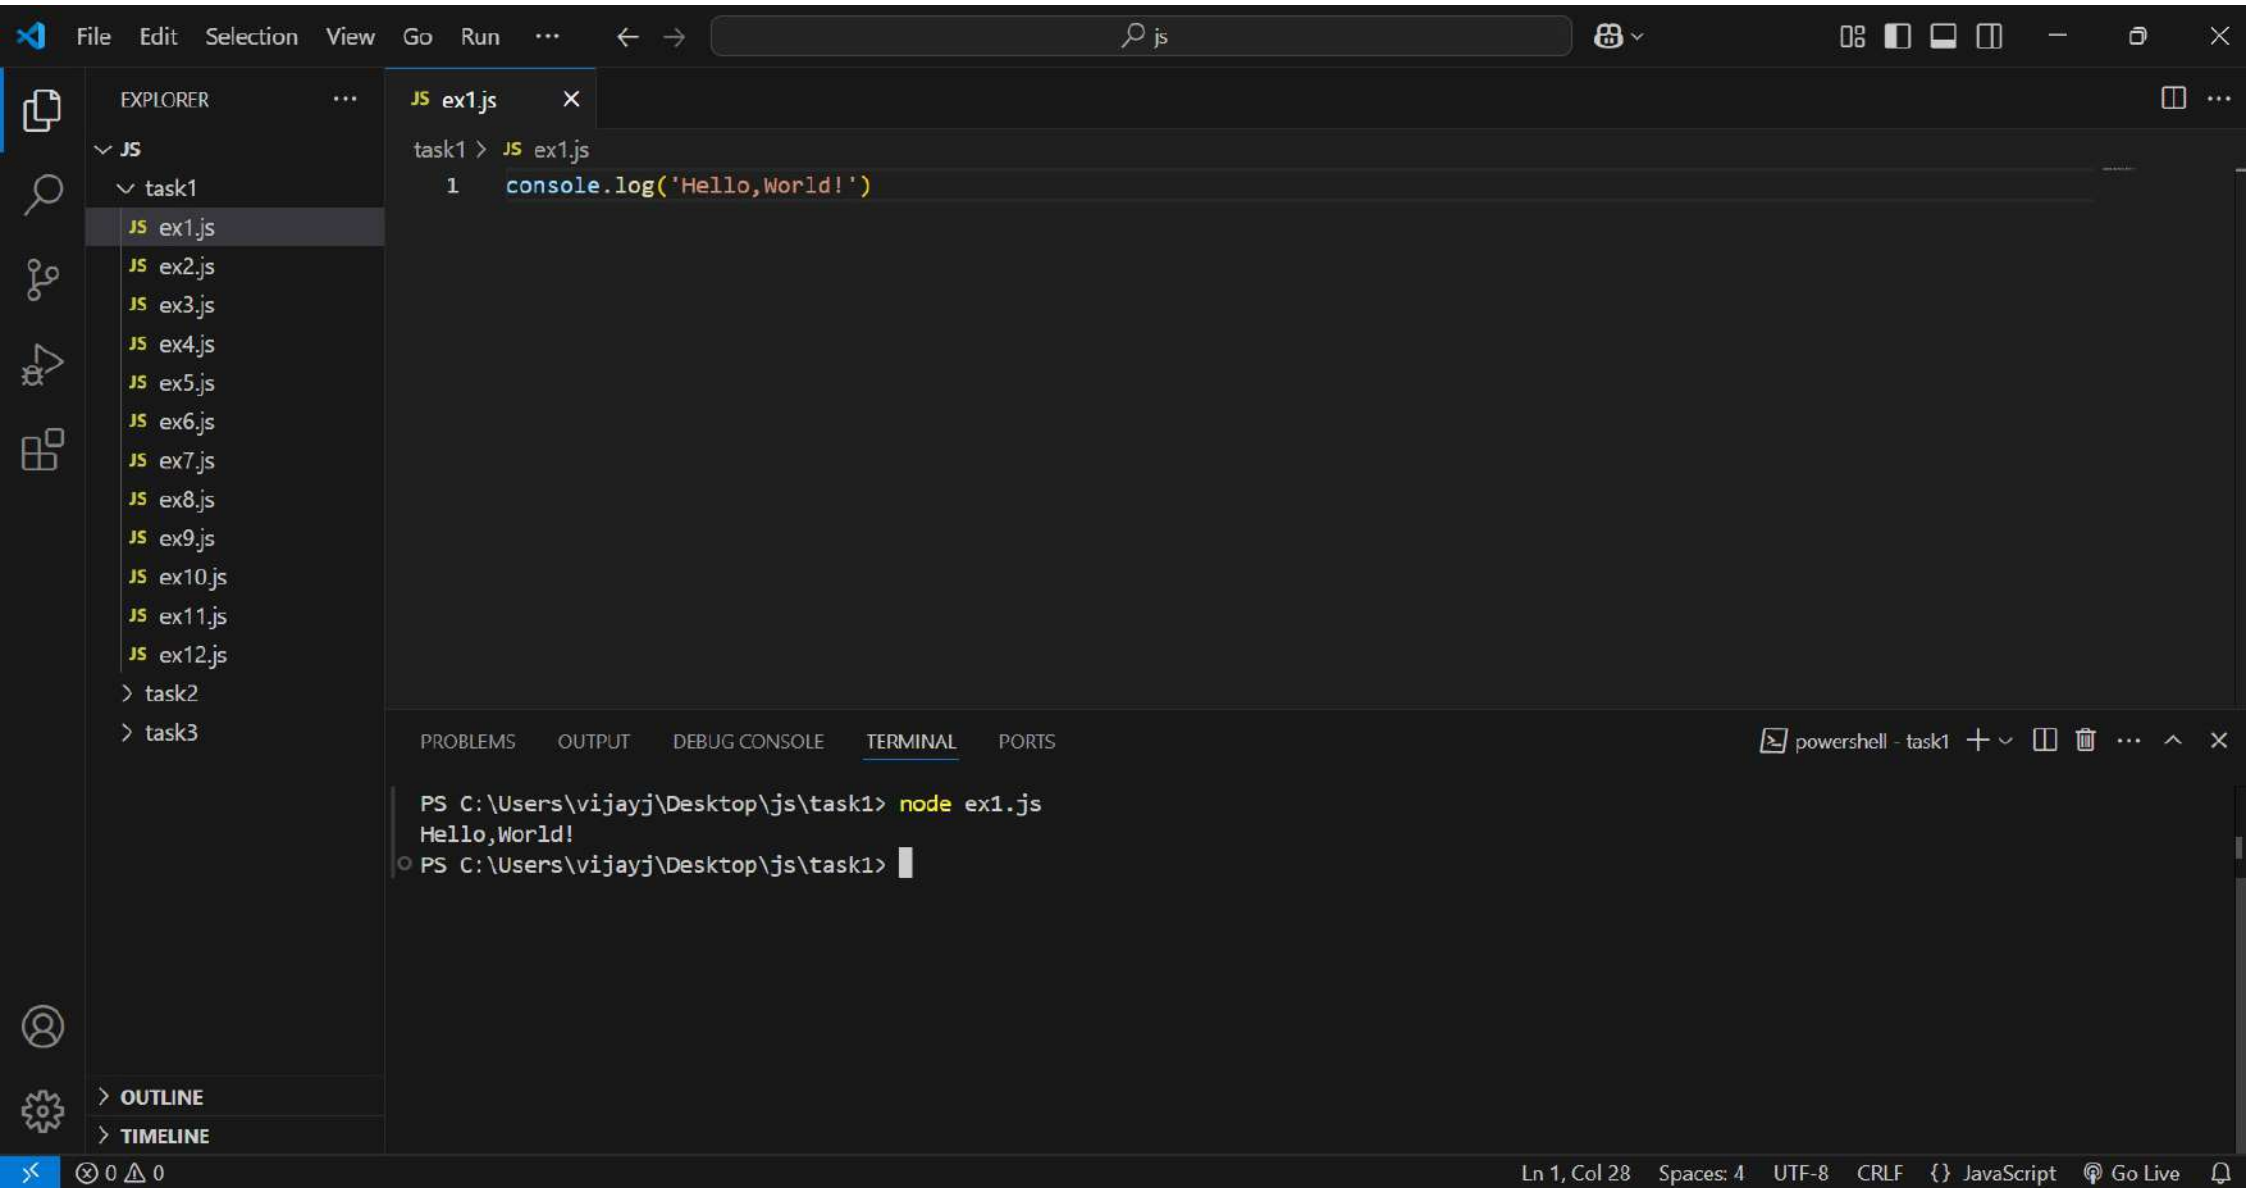 File Edit Selection View Go Run ··· js
EXPLORER ···
JS
task1
JS ex1.js
JS ex2.js
JS ex3.js
JS ex4.js
JS ex5.js
JS ex6.js
JS ex7.js
JS ex8.js
JS ex9.js
JS ex10.js
JS ex11.js
JS ex12.js
task2
task3
OUTLINE
TIMELINE
JS ex1.js
task1 > JS ex1.js
1 console.log('Hello,World!')
PROBLEMS OUTPUT DEBUG CONSOLE TERMINAL PORTS powershell - task1
PS C:\Users\vijayj\Desktop\js\task1> node ex1.js
Hello,World!
PS C:\Users\vijayj\Desktop\js\task1>
0 0 Ln 1, Col 28 Spaces: 4 UTF-8 CRLF {} JavaScript Go Live